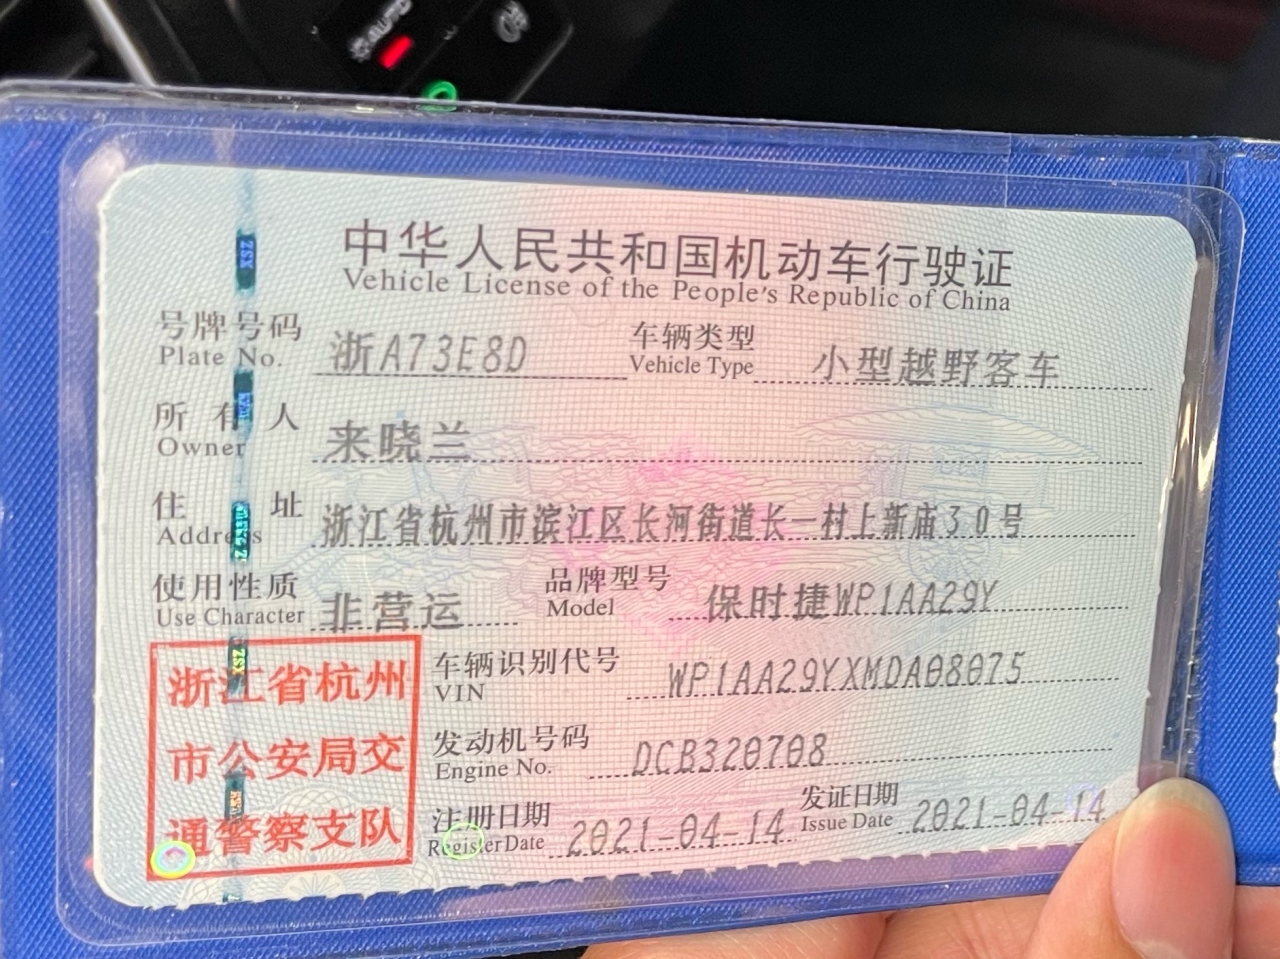 AUTO
中华人民共和国机动车行驶证
Vehicle License of the People's Republic of China
号牌号码 浙A73E8D 车辆类型 小型越野客车
Plate No. Vehicle Type
所有人 来晓兰
Owner
住址 浙江省杭州市滨江区长河街道长一村上新庙30号
Address
使用性质 非营运 品牌型号 保时捷WP1AA29Y
Use Character Model
浙江省杭州
市公安局交
通警察支队
车辆识别代号 WP1AA29YXMDA08075
VIN
发动机号码 DCB320708
Engine No.
注册日期 2021-04-14 发证日期 2021-04-14
Register Date Issue Date
ZSX